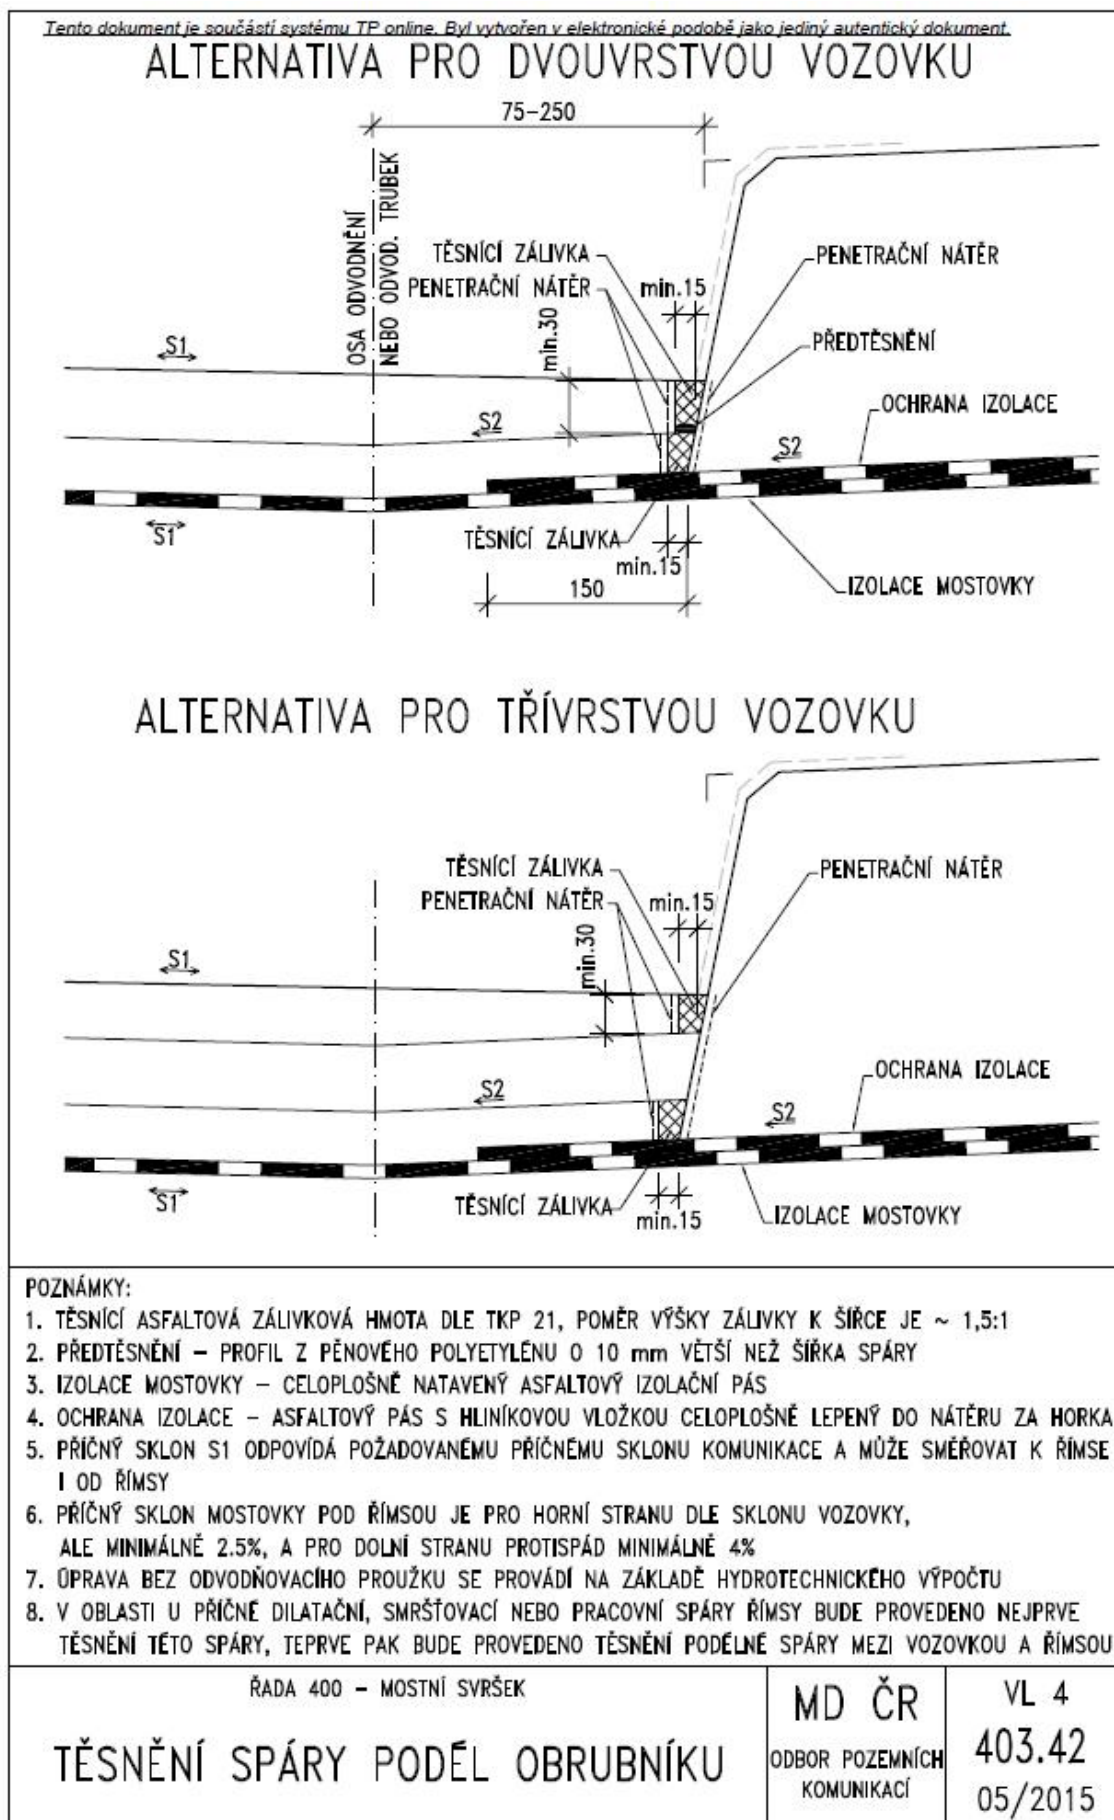 Tento dokument je součástí systému TP online. Byl vytvořen v elektronické podobě jako jediný autentický dokument.
ALTERNATIVA PRO DVOUVRSTVOU VOZOVKU
75-250
OSA ODVODNĚNÍ
NEBO ODVOD. TRUBEK
TĚSNÍCÍ ZÁLIVKA
PENETRAČNÍ NÁTĚR
min.15
PENETRAČNÍ NÁTĚR
min.30
PŘEDTĚSNĚNÍ
S1
OCHRANA IZOLACE
S2
S2
S1
TĚSNÍCÍ ZÁLIVKA
min.15
150
IZOLACE MOSTOVKY
ALTERNATIVA PRO TŘÍVRSTVOU VOZOVKU
TĚSNÍCÍ ZÁLIVKA
PENETRAČNÍ NÁTĚR
min.15
PENETRAČNÍ NÁTĚR
min.30
S1
OCHRANA IZOLACE
S2
S2
S1
TĚSNÍCÍ ZÁLIVKA
min.15
IZOLACE MOSTOVKY
POZNÁMKY:
1. TĚSNÍCÍ ASFALTOVÁ ZÁLIVKOVÁ HMOTA DLE TKP 21, POMĚR VÝŠKY ZÁLIVKY K ŠÍŘCE JE ~ 1,5:1
2. PŘEDTĚSNĚNÍ – PROFIL Z PĚNOVÉHO POLYETYLÉNU O 10 mm VĚTŠÍ NEŽ ŠÍŘKA SPÁRY
3. IZOLACE MOSTOVKY – CELOPLOŠNĚ NATAVENÝ ASFALTOVÝ IZOLAČNÍ PÁS
4. OCHRANA IZOLACE – ASFALTOVÝ PÁS S HLINÍKOVOU VLOŽKOU CELOPLOŠNĚ LEPENÝ DO NÁTĚRU ZA HORKA
5. PŘÍČNÝ SKLON S1 ODPOVÍDÁ POŽADOVANÉMU PŘÍČNÉMU SKLONU KOMUNIKACE A MŮŽE SMĚŘOVAT K ŘÍMSE
I OD ŘÍMSY
6. PŘÍČNÝ SKLON MOSTOVKY POD ŘÍMSOU JE PRO HORNÍ STRANU DLE SKLONU VOZOVKY,
ALE MINIMÁLNĚ 2.5%, A PRO DOLNÍ STRANU PROTISPÁD MINIMÁLNĚ 4%
7. ÚPRAVA BEZ ODVODŇOVACÍHO PROUŽKU SE PROVÁDÍ NA ZÁKLADĚ HYDROTECHNICKÉHO VÝPOČTU
8. V OBLASTI U PŘÍČNÉ DILATAČNÍ, SMRŠŤOVACÍ NEBO PRACOVNÍ SPÁRY ŘÍMSY BUDE PROVEDENO NEJPRVE
TĚSNĚNÍ TÉTO SPÁRY, TEPRVE PAK BUDE PROVEDENO TĚSNĚNÍ PODÉLNÉ SPÁRY MEZI VOZOVKOU A ŘÍMSOU
ŘADA 400 – MOSTNÍ SVRŠEK
TĚSNĚNÍ SPÁRY PODÉL OBRUBNÍKU
MD ČR
ODBOR POZEMNÍCH
KOMUNIKACÍ
VL 4
403.42
05/2015